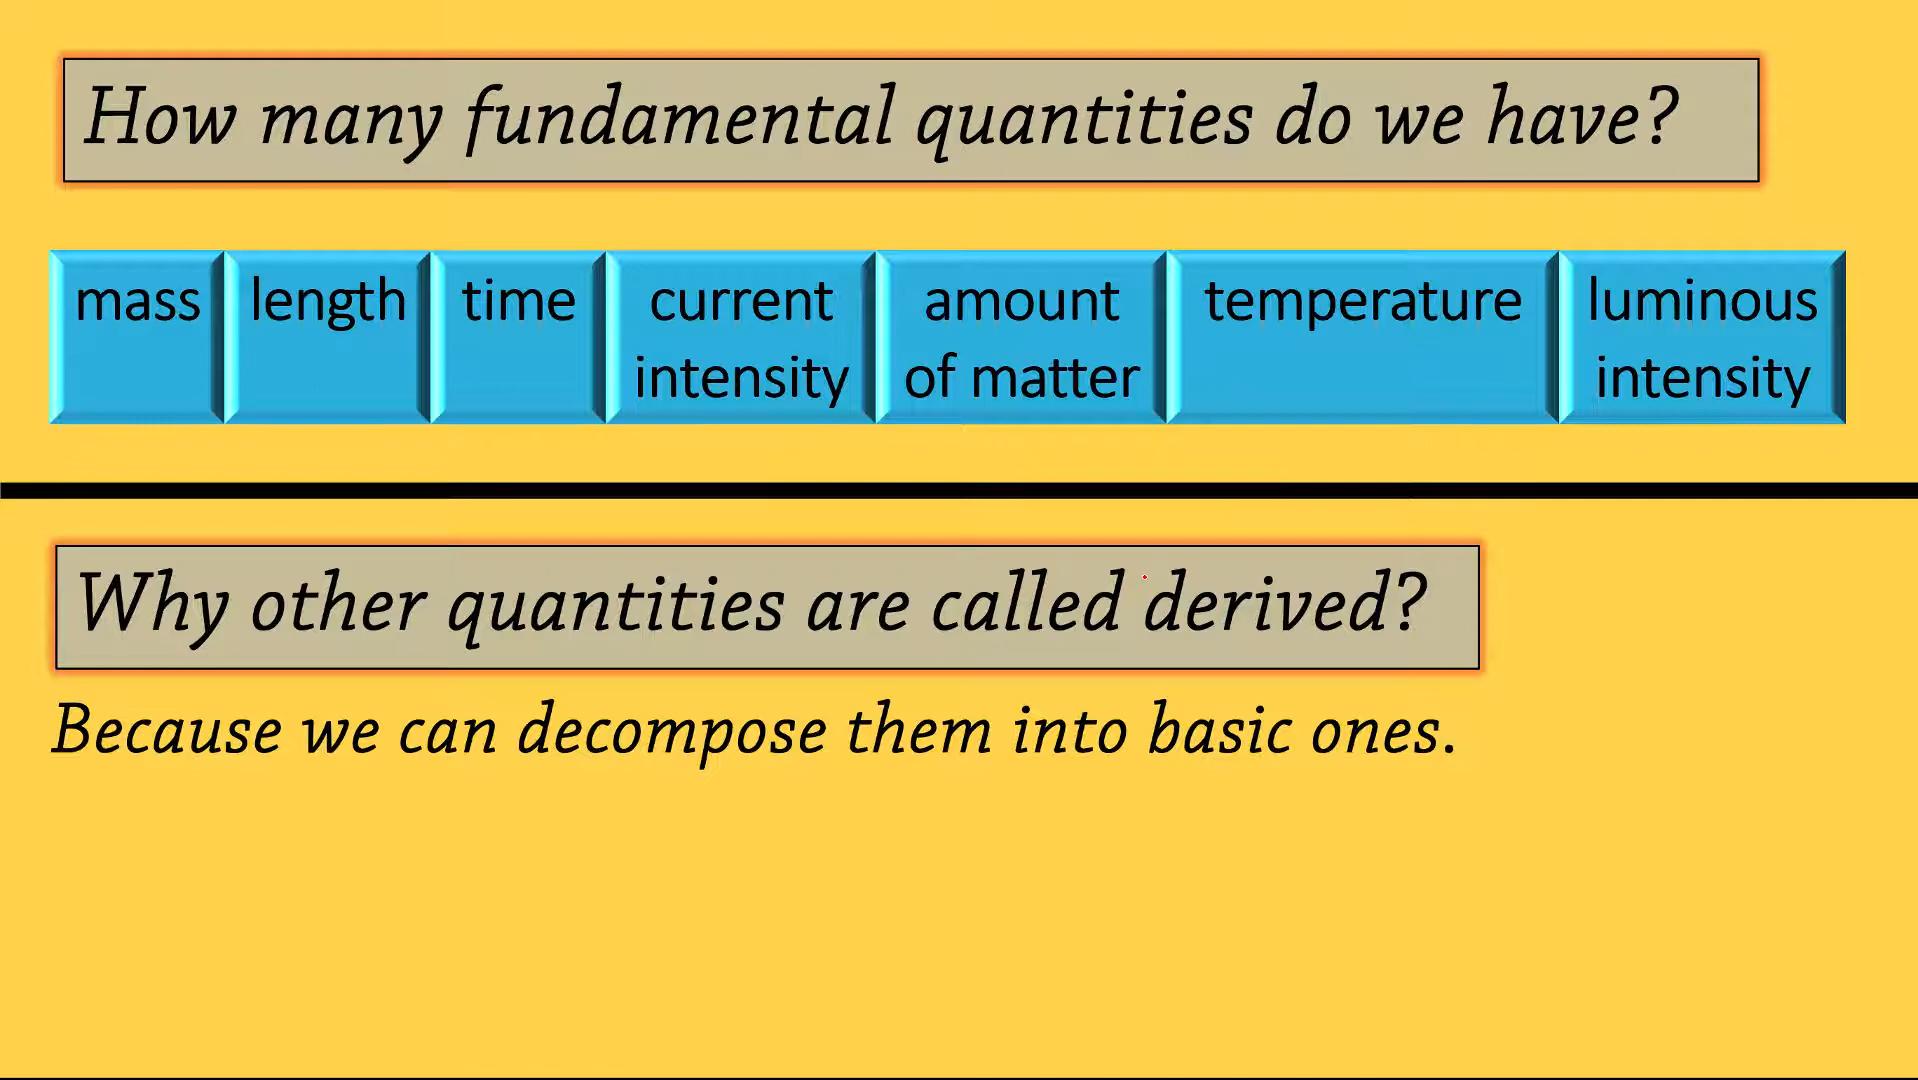 How many fundamental quantities do we have?
mass length time current amount temperature luminous
intensity of matter intensity
Why other quantities are called derived?
Because we can decompose them into basic ones.